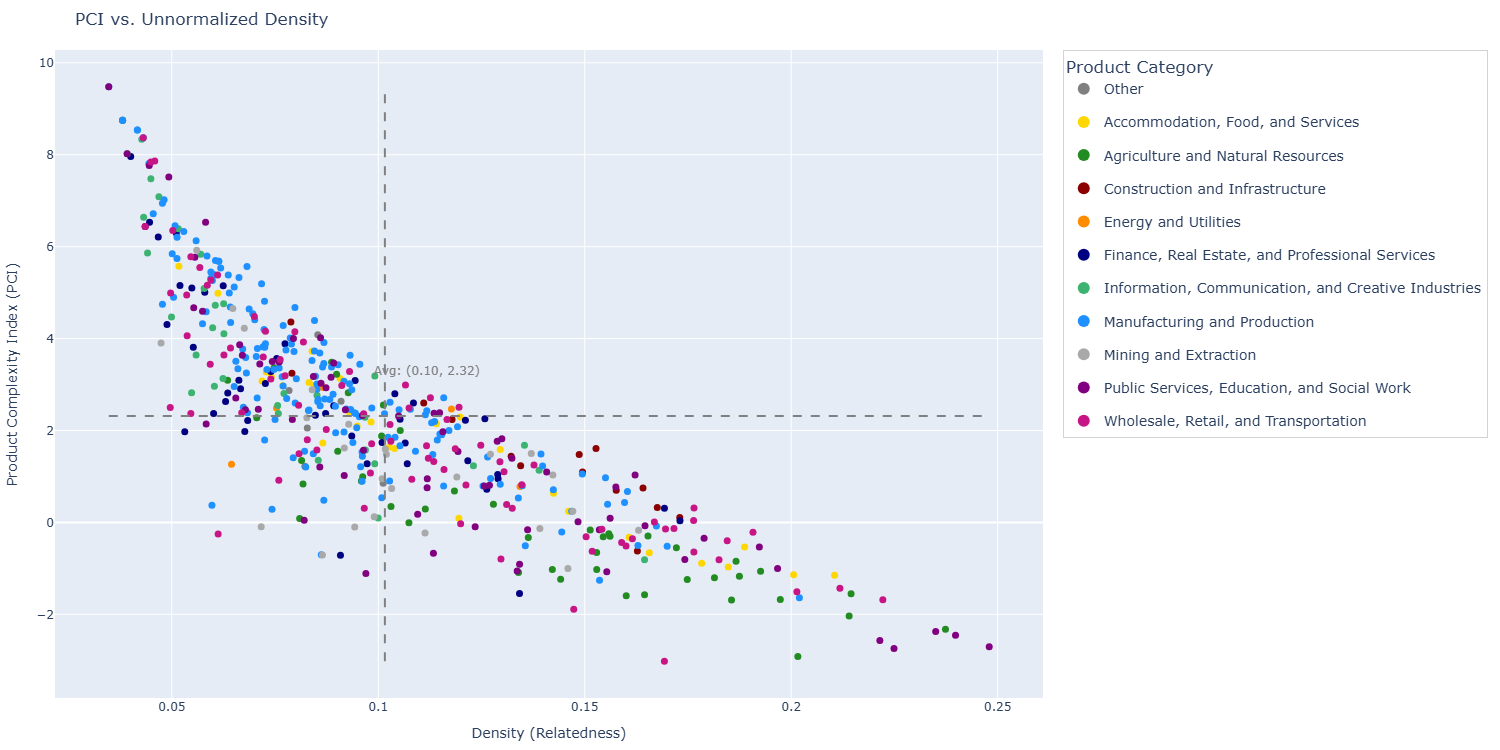 PCI vs. Unnormalized Density
Product Complexity Index (PCI)
10
8
6
4
2
0
−2
Avg: (0.10, 2.32)
0.05
0.1
0.15
0.2
0.25
Density (Relatedness)
Product Category
Other
Accommodation, Food, and Services
Agriculture and Natural Resources
Construction and Infrastructure
Energy and Utilities
Finance, Real Estate, and Professional Services
Information, Communication, and Creative Industries
Manufacturing and Production
Mining and Extraction
Public Services, Education, and Social Work
Wholesale, Retail, and Transportation